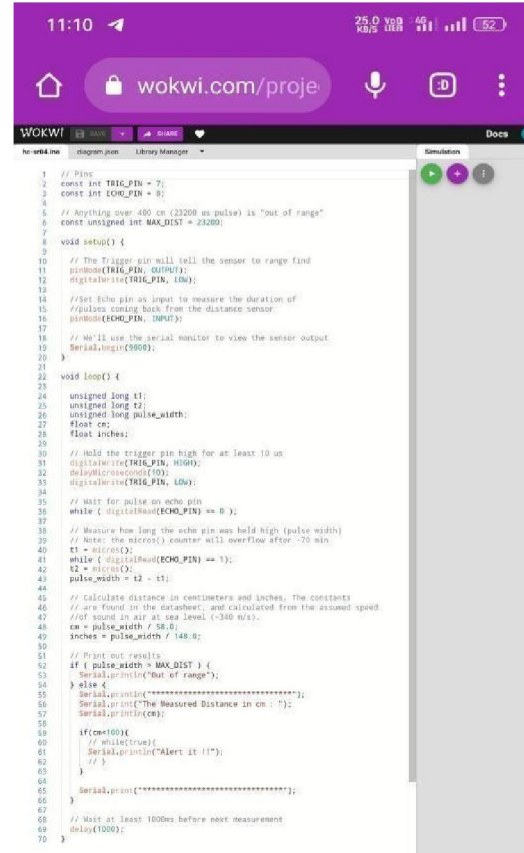 11:10
25.0 KB/S
4G
52
wokwi.com/proje
:D
WOKWI
SAVE
SHARE
Docs
hc-sr04.ino
diagram.json
Library Manager
Simulation
1 // Pins
2 const int TRIG_PIN = 7;
3 const int ECHO_PIN = 8;
4
5 // Anything over 400 cm (23200 us pulse) is "out of range"
6 const unsigned int MAX_DIST = 23200;
7
8 void setup() {
9
10 // The Trigger pin will tell the sensor to range find
11 pinMode(TRIG_PIN, OUTPUT);
12 digitalWrite(TRIG_PIN, LOW);
13
14 //Set Echo pin as input to measure the duration of
15 //pulses coming back from the distance sensor
16 pinMode(ECHO_PIN, INPUT);
17
18 // We'll use the serial monitor to view the sensor output
19 Serial.begin(9600);
20 }
21
22 void loop() {
23
24 unsigned long t1;
25 unsigned long t2;
26 unsigned long pulse_width;
27 float cm;
28 float inches;
29
30 // Hold the trigger pin high for at least 10 us
31 digitalWrite(TRIG_PIN, HIGH);
32 delayMicroseconds(10);
33 digitalWrite(TRIG_PIN, LOW);
34
35 // Wait for pulse on echo pin
36 while ( digitalRead(ECHO_PIN) == 0 );
37
38 // Measure how long the echo pin was held high (pulse width)
39 // Note: the micros() counter will overflow after ~70 min
40 t1 = micros();
41 while ( digitalRead(ECHO_PIN) == 1);
42 t2 = micros();
43 pulse_width = t2 - t1;
44
45 // Calculate distance in centimeters and inches. The constants
46 // are found in the datasheet, and calculated from the assumed speed
47 //of sound in air at sea level (~340 m/s).
48 cm = pulse_width / 58.0;
49 inches = pulse_width / 148.0;
50
51 // Print out results
52 if ( pulse_width > MAX_DIST ) {
53 Serial.println("Out of range");
54 } else {
55 Serial.println("********************************");
56 Serial.print("The Measured Distance in cm : ");
57 Serial.println(cm);
58
59 if(cm<100){
60 // while(true){
61 Serial.println("Alert it !!");
62 // }
63 }
64
65 Serial.print("********************************");
66 }
67
68 // Wait at least 1000ms before next measurement
69 delay(1000);
70 }